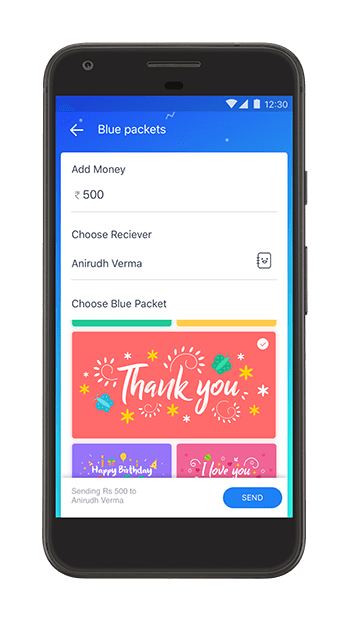 12:30
Blue packets
Add Money
₹ 500
Choose Reciever
Anirudh Verma
Choose Blue Packet
Thank you
Happy Birthday
I love you
Sending Rs 500 to
Anirudh Verma
SEND